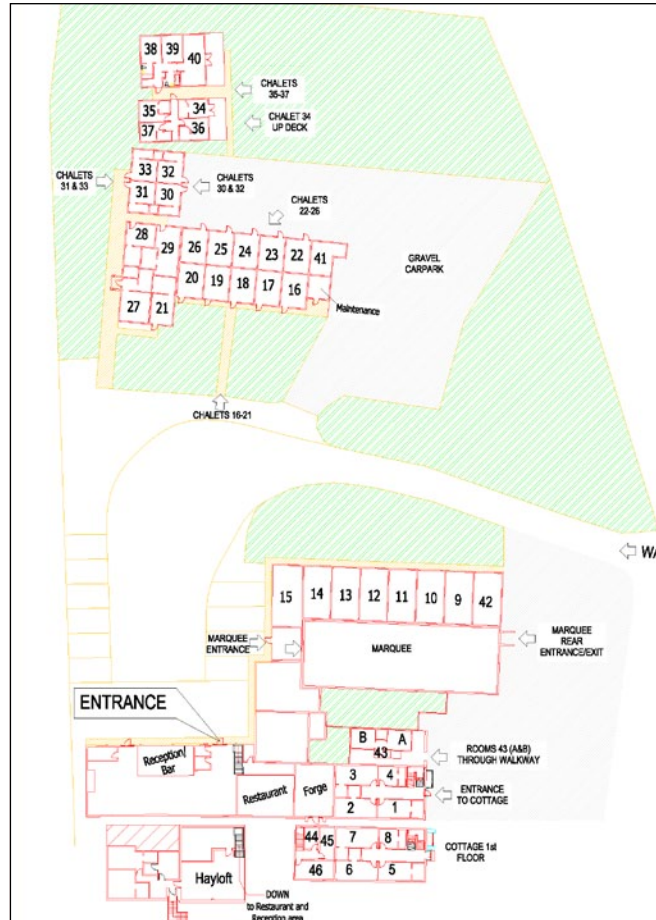 38 39 40
CHALETS
35-37
35 34
37 36
CHALET 34
UP DECK
33 32
31 30
CHALETS
31 & 33
CHALETS
30 & 32
CHALETS
22-26
28 29 26 25 24 23 22 41
20 19 18 17 16
27 21
Maintenance
GRAVEL
CARPARK
CHALETS 16-21
WA
15 14 13 12 11 10 9 42
MARQUEE
ENTRANCE
MARQUEE
MARQUEE
REAR
ENTRANCE/EXIT
ENTRANCE
B A
43
ROOMS 43 (A&B)
THROUGH WALKWAY
Reception/
Bar
Restaurant
Forge
3 4
2 1
ENTRANCE
TO COTTAGE
44 45 7 8
46 6 5
COTTAGE 1st
FLOOR
Hayloft
DOWN
to Restaurant and
Reception area